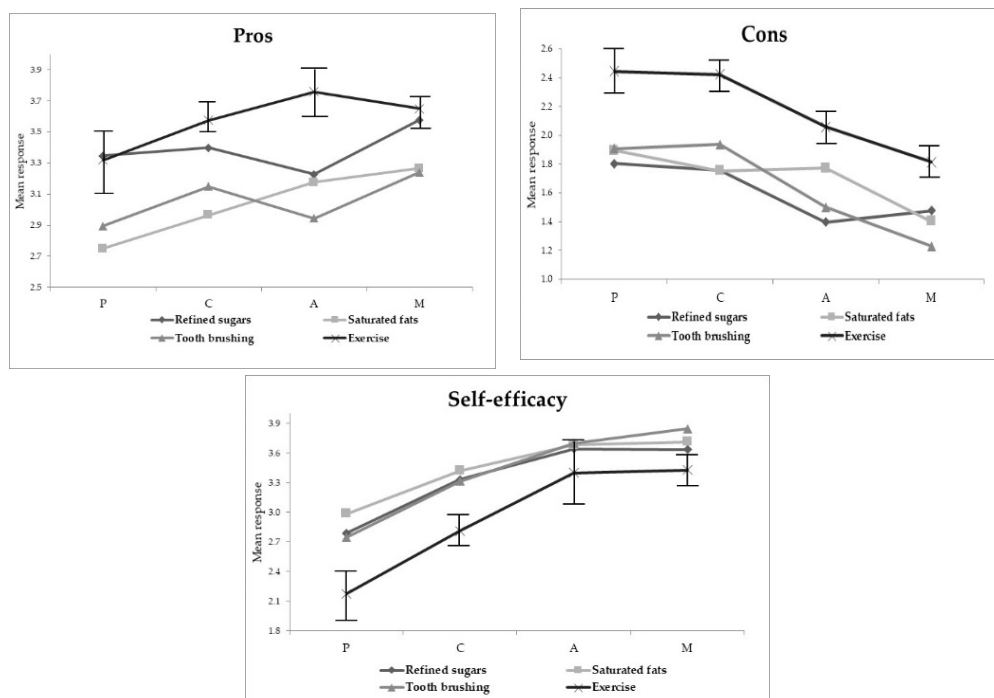 Pros
Mean response
3.9
3.7
3.5
3.3
3.1
2.9
2.7
2.5
P C A M
Refined sugars Saturated fats
Tooth brushing Exercise
Cons
Mean response
2.6
2.4
2.2
2.0
1.8
1.6
1.4
1.2
1.0
P C A M
Refined sugars Saturated fats
Tooth brushing Exercise
Self-efficacy
Mean response
3.9
3.6
3.3
3.0
2.7
2.4
2.1
1.8
P C A M
Refined sugars Saturated fats
Tooth brushing Exercise